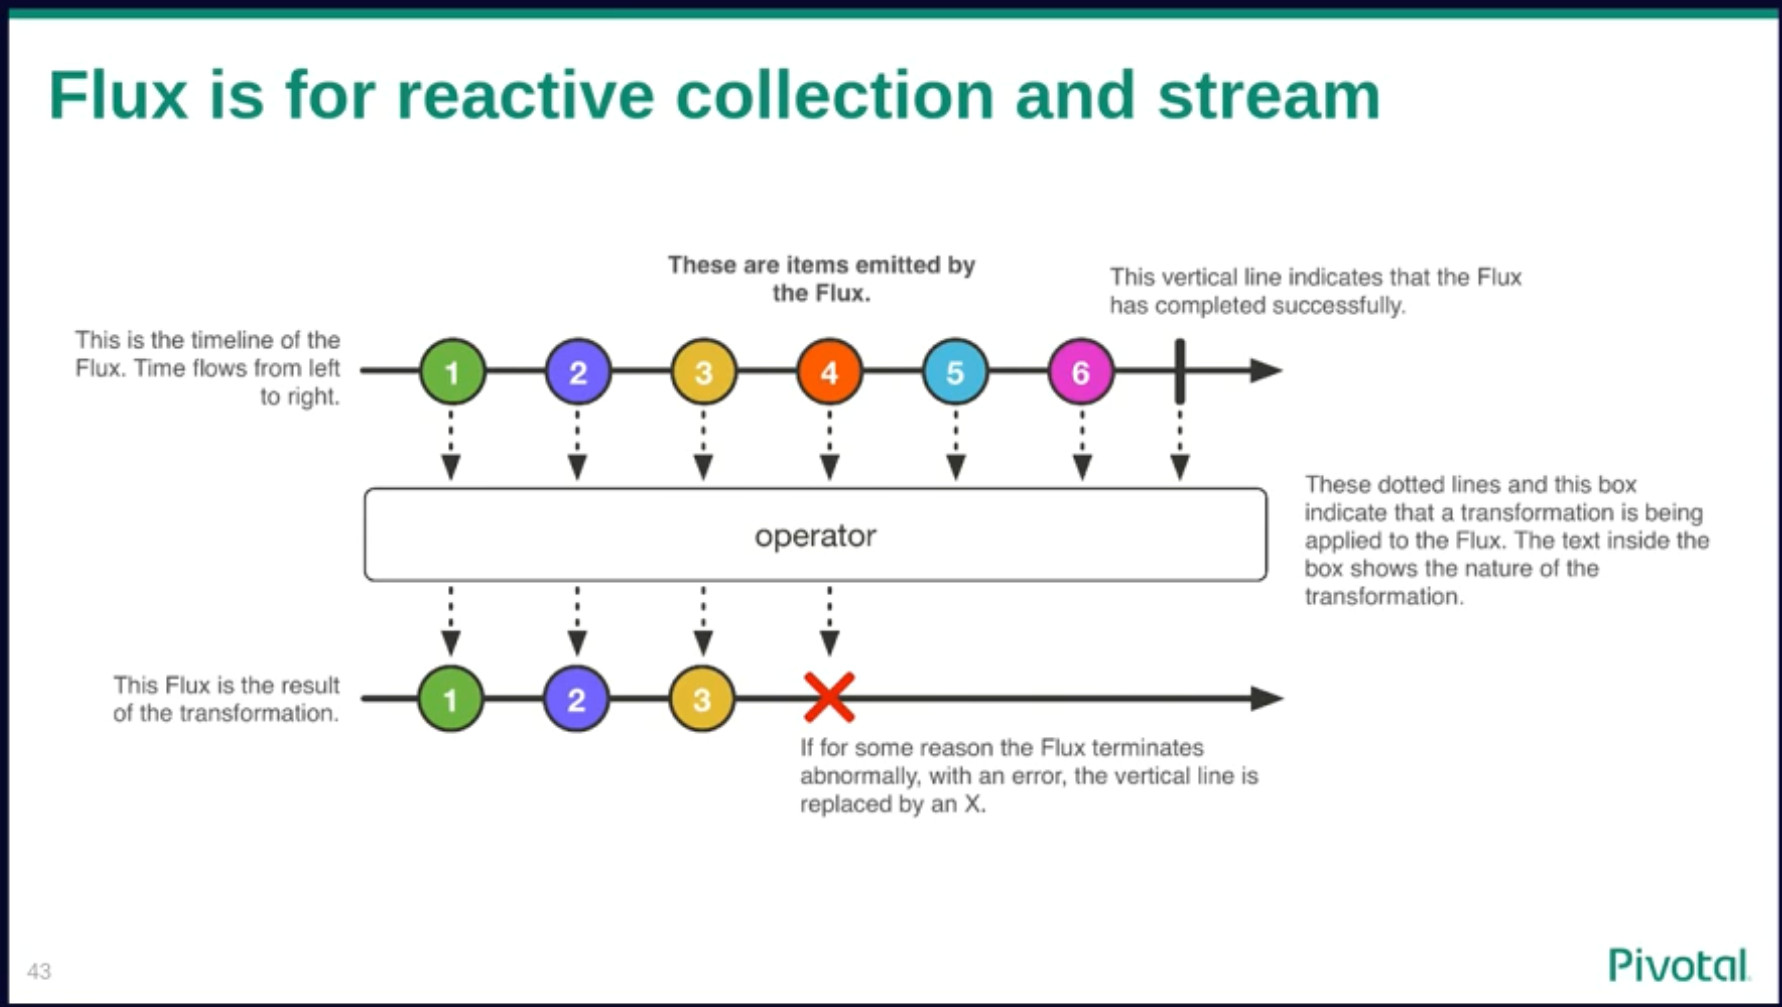 Flux is for reactive collection and stream
These are items emitted by
the Flux.
This vertical line indicates that the Flux
has completed successfully.
This is the timeline of the
Flux. Time flows from left
to right.
1 2 3 4 5 6
operator
These dotted lines and this box
indicate that a transformation is being
applied to the Flux. The text inside the
box shows the nature of the
transformation.
This Flux is the result
of the transformation.
1 2 3
If for some reason the Flux terminates
abnormally, with an error, the vertical line is
replaced by an X.
43
Pivotal